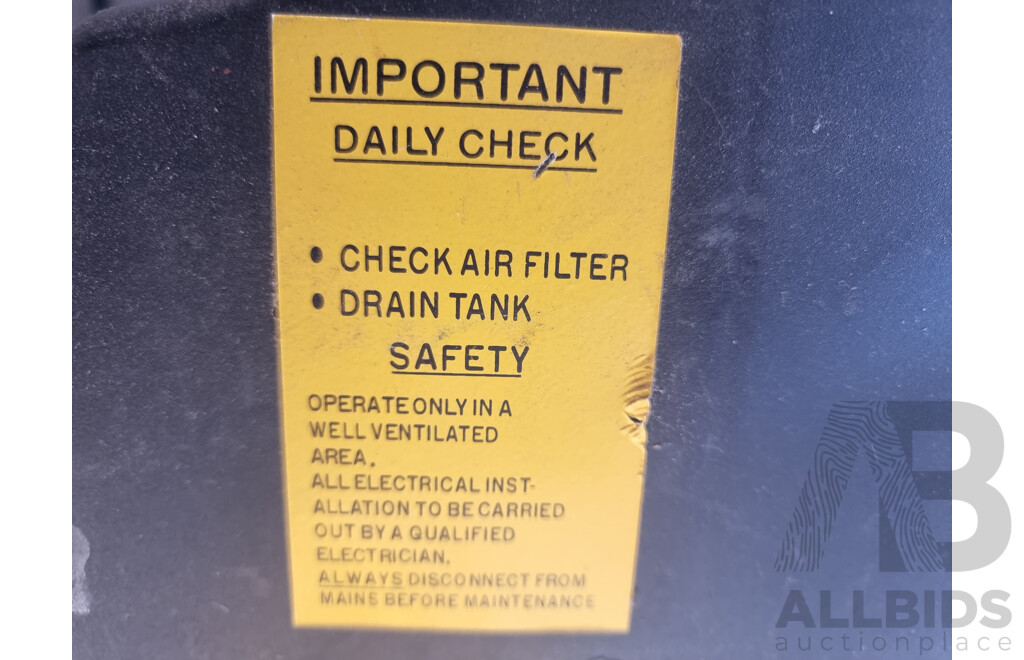 IMPORTANT
DAILY CHECK
• CHECK AIR FILTER
• DRAIN TANK
SAFETY
OPERATE ONLY IN A
WELL VENTILATED
AREA.
ALL ELECTRICAL INST-
ALLATION TO BE CARRIED
OUT BY A QUALIFIED
ELECTRICIAN.
ALWAYS DISCONNECT FROM
MAINS BEFORE MAINTENANCE
AB
ALLBIDS
auctionplace